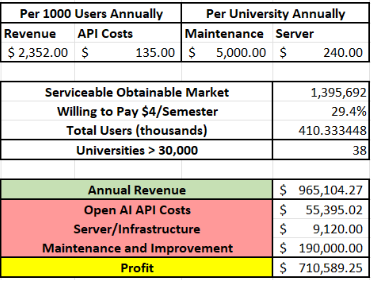 Per 1000 Users Annually Per University Annually
Revenue API Costs Maintenance Server
$ 2,352.00 $ 135.00 $ 5,000.00 $ 240.00
Serviceable Obtainable Market 1,395,692
Willing to Pay $4/Semester 29.4%
Total Users (thousands) 410.333448
Universities > 30,000 38
Annual Revenue $ 965,104.27
Open AI API Costs $ 55,395.02
Server/Infrastructure $ 9,120.00
Maintenance and Improvement $ 190,000.00
Profit $ 710,589.25